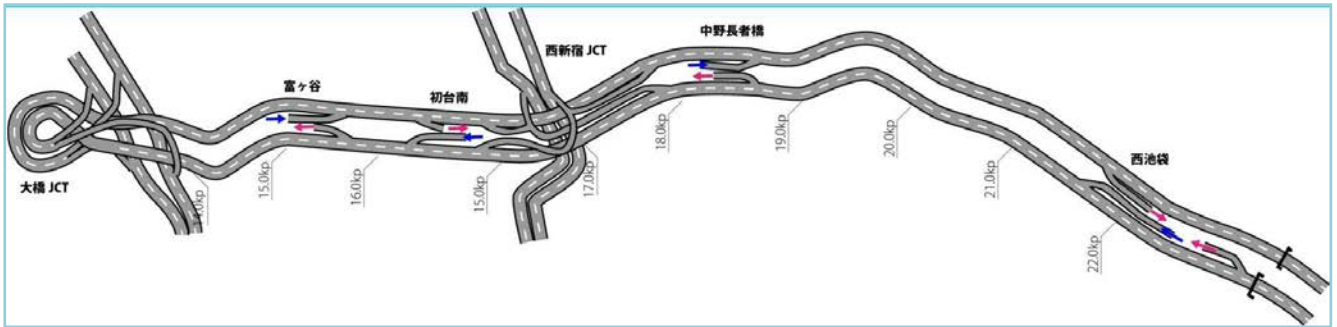 中野長者橋
西新宿 JCT
富ヶ谷
初台南
西池袋
大橋 JCT
14.0kp
15.0kp
16.0kp
15.0kp
17.0kp
18.0kp
19.0kp
20.0kp
21.0kp
22.0kp